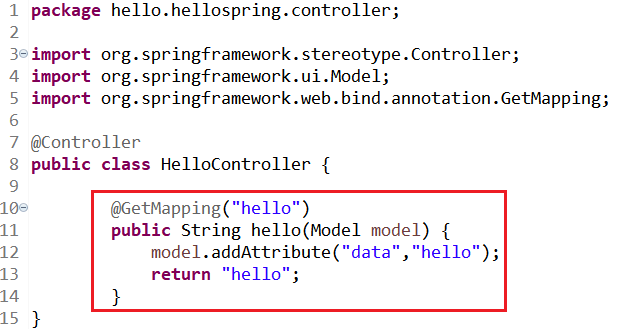 1 package hello.hellospring.controller;
2
3 import org.springframework.stereotype.Controller;
4 import org.springframework.ui.Model;
5 import org.springframework.web.bind.annotation.GetMapping;
6
7 @Controller
8 public class HelloController {
9
10 @GetMapping("hello")
11 public String hello(Model model) {
12 model.addAttribute("data","hello");
13 return "hello";
14 }
15 }